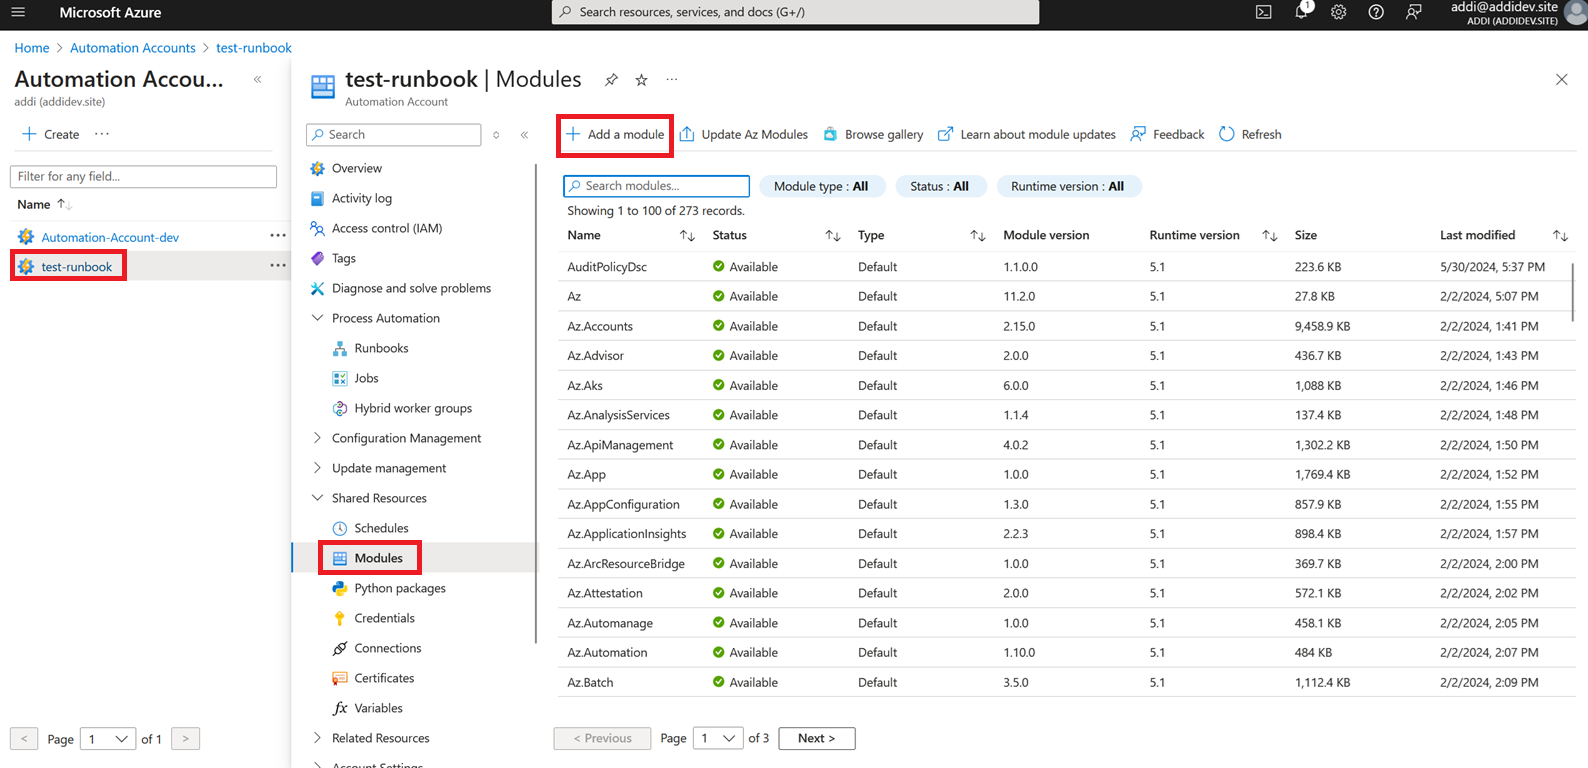 Microsoft Azure
Search resources, services, and docs (G+/)
1
addi@addidev.site
ADDI (ADDIDEV.SITE)
Home > Automation Accounts > test-runbook
Automation Accou... «
addi (addidev.site)
+ Create ...
Filter for any field...
Name ↑↓
Automation-Account-dev ...
test-runbook ...
< Page 1 of 1 >
test-runbook | Modules ...
Automation Account
Search «
Overview
Activity log
Access control (IAM)
Tags
Diagnose and solve problems
Process Automation
Runbooks
Jobs
Hybrid worker groups
Configuration Management
Update management
Shared Resources
Schedules
Modules
Python packages
Credentials
Connections
Certificates
fx Variables
Related Resources
Account Settings
+ Add a module Update Az Modules Browse gallery Learn about module updates Feedback Refresh
Search modules... Module type : All Status : All Runtime version : All
Showing 1 to 100 of 273 records.
Name ↑↓ Status ↑↓ Type ↑↓ Module version Runtime version ↑↓ Size Last modified ↑↓
AuditPolicyDsc Available Default 1.1.0.0 5.1 223.6 KB 5/30/2024, 5:37 PM
Az Available Default 11.2.0 5.1 27.8 KB 2/2/2024, 5:07 PM
Az.Accounts Available Default 2.15.0 5.1 9,458.9 KB 2/2/2024, 1:41 PM
Az.Advisor Available Default 2.0.0 5.1 436.7 KB 2/2/2024, 1:43 PM
Az.Aks Available Default 6.0.0 5.1 1,088 KB 2/2/2024, 1:46 PM
Az.AnalysisServices Available Default 1.1.4 5.1 137.4 KB 2/2/2024, 1:48 PM
Az.ApiManagement Available Default 4.0.2 5.1 1,302.2 KB 2/2/2024, 1:50 PM
Az.App Available Default 1.0.0 5.1 1,769.4 KB 2/2/2024, 1:52 PM
Az.AppConfiguration Available Default 1.3.0 5.1 857.9 KB 2/2/2024, 1:55 PM
Az.ApplicationInsights Available Default 2.2.3 5.1 898.4 KB 2/2/2024, 1:57 PM
Az.ArcResourceBridge Available Default 1.0.0 5.1 369.7 KB 2/2/2024, 2:00 PM
Az.Attestation Available Default 2.0.0 5.1 572.1 KB 2/2/2024, 2:02 PM
Az.Automanage Available Default 1.0.0 5.1 458.1 KB 2/2/2024, 2:05 PM
Az.Automation Available Default 1.10.0 5.1 484 KB 2/2/2024, 2:07 PM
Az.Batch Available Default 3.5.0 5.1 1,112.4 KB 2/2/2024, 2:09 PM
< Previous Page 1 of 3 Next >